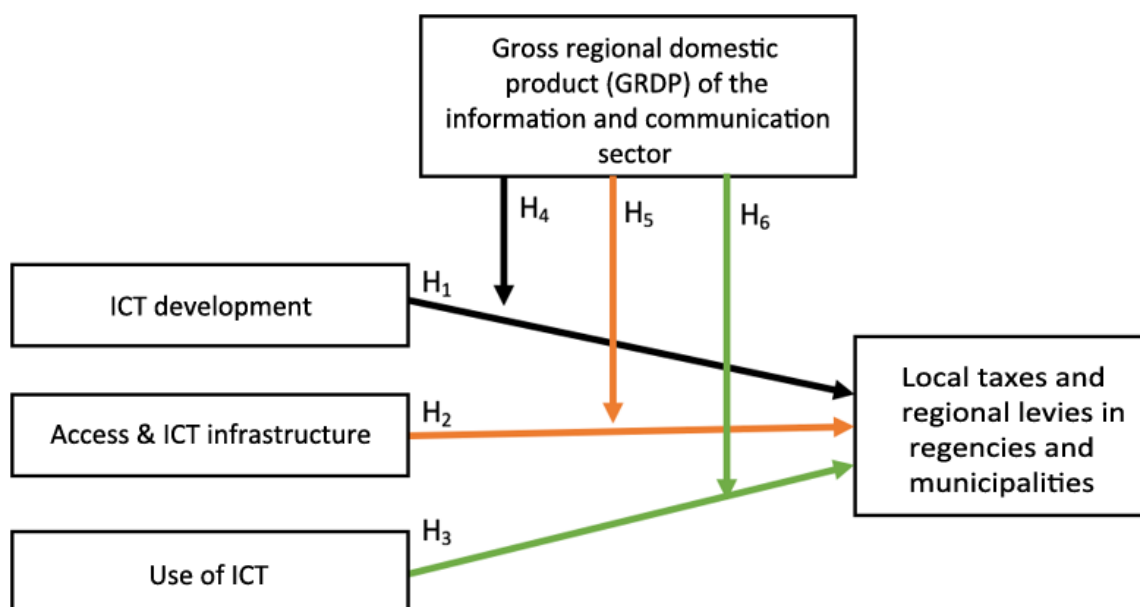 Gross regional domestic
product (GRDP) of the
information and communication
sector
H₄
H₅
H₆
ICT development
H₁
Access & ICT infrastructure
H₂
Use of ICT
H₃
Local taxes and
regional levies in
regencies and
municipalities